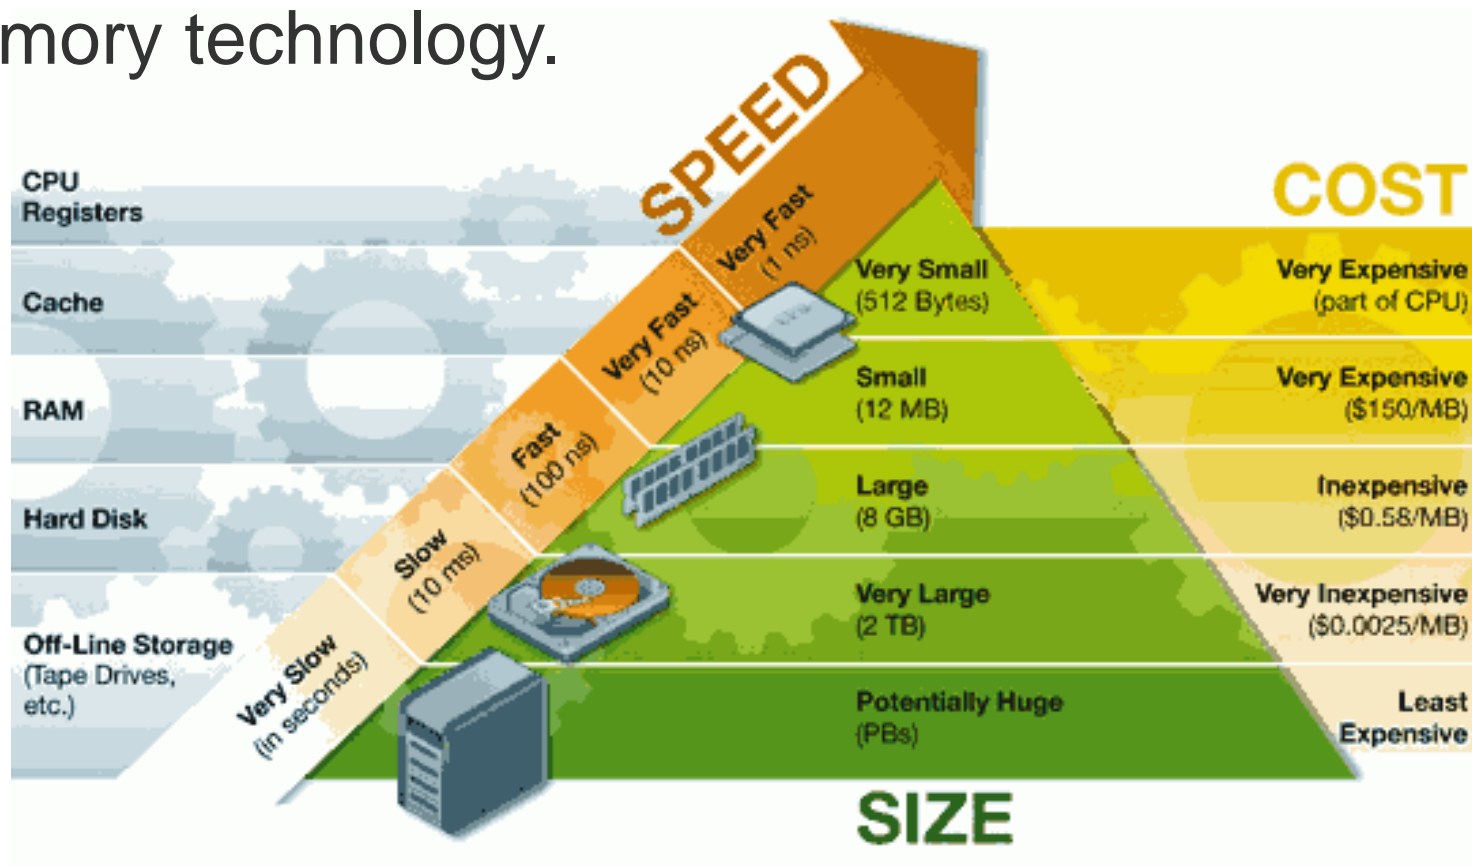 mory technology.
SPEED
COST
SIZE
CPU
Registers
Very Fast
(1 ns)
Very Small
(512 Bytes)
Very Expensive
(part of CPU)
Cache
Very Fast
(10 ns)
Small
(12 MB)
Very Expensive
($150/MB)
RAM
Fast
(100 ns)
Large
(8 GB)
Inexpensive
($0.58/MB)
Hard Disk
Slow
(10 ms)
Very Large
(2 TB)
Very Inexpensive
($0.0025/MB)
Off-Line Storage
(Tape Drives,
etc.)
Very Slow
(in seconds)
Potentially Huge
(PBs)
Least
Expensive
CPU